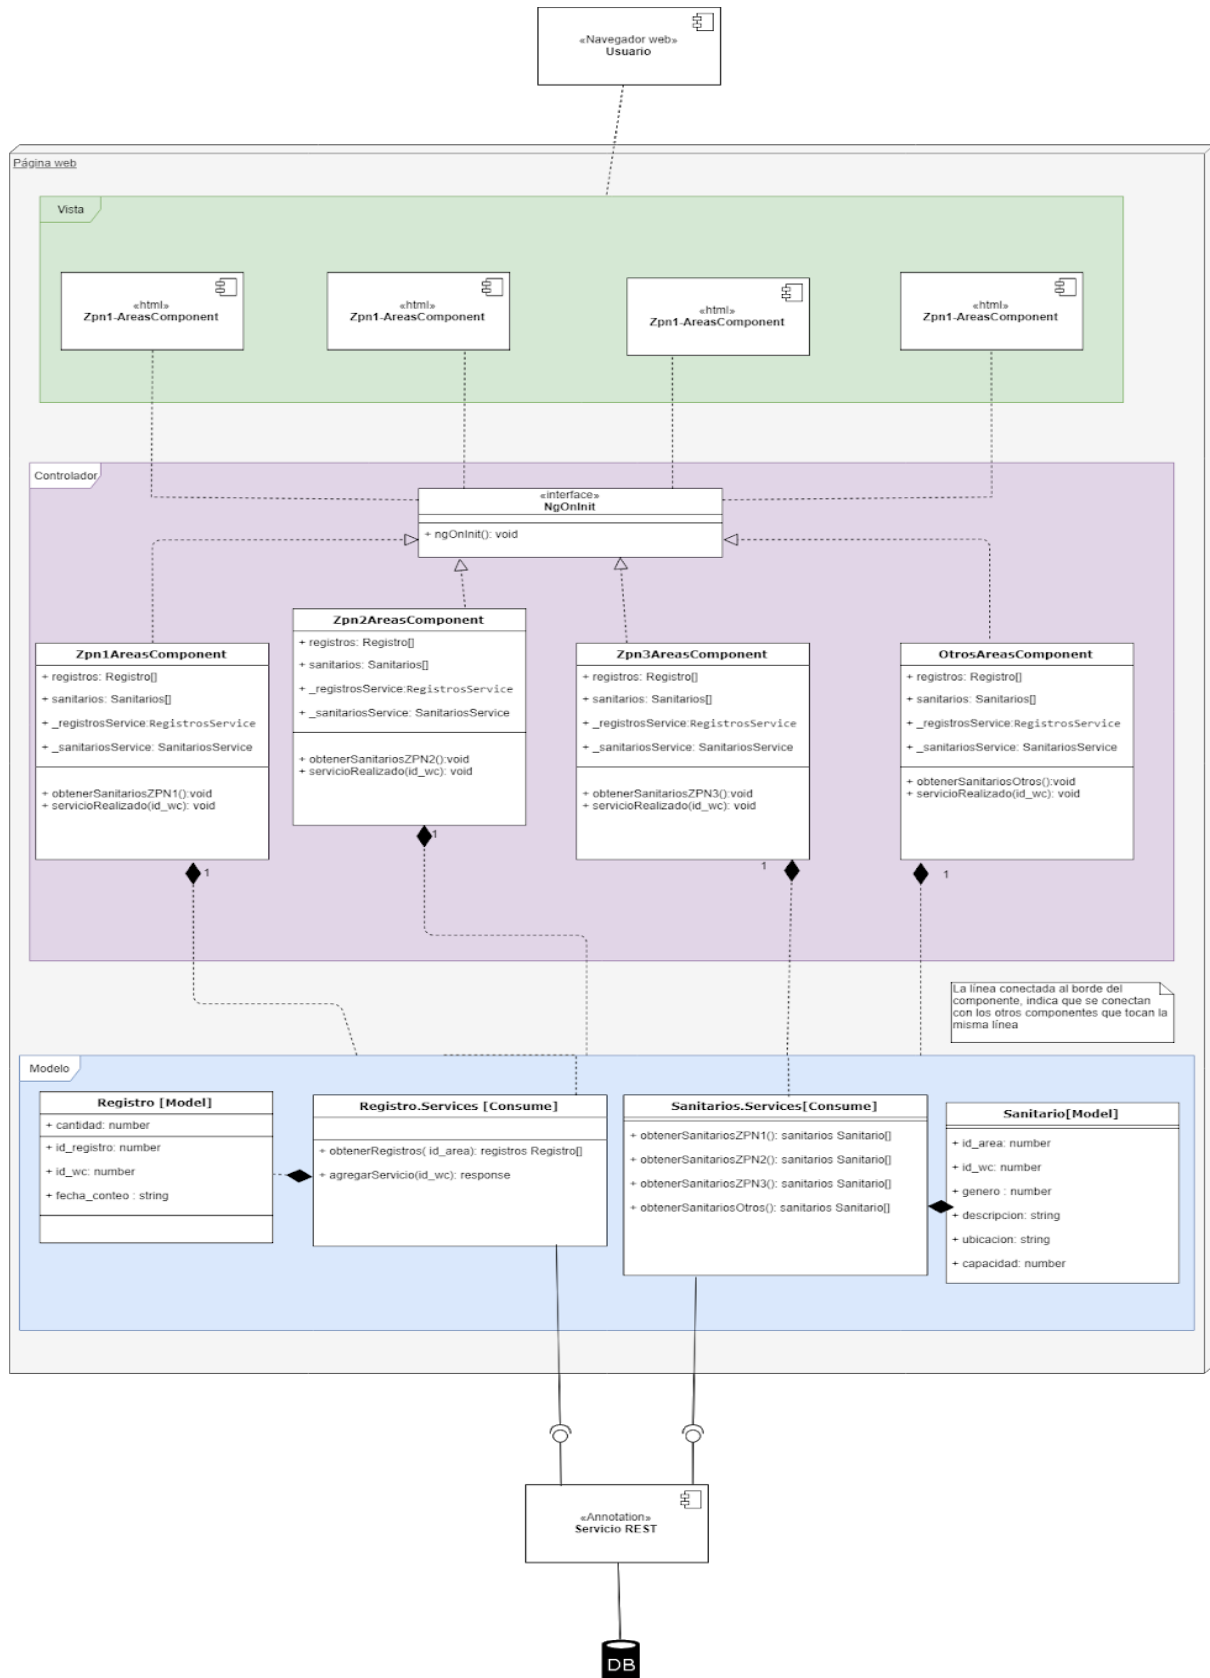 «Navegador web»
Usuario
Página web
Vista
«html»
Zpn1-AreasComponent
«html»
Zpn1-AreasComponent
«html»
Zpn1-AreasComponent
«html»
Zpn1-AreasComponent
Controlador
«interface»
NgOnInit
+ ngOnInit(): void
Zpn1AreasComponent
+ registros: Registro[]
+ sanitarios: Sanitarios[]
+ _registrosService:RegistrosService
+ _sanitariosService: SanitariosService
+ obtenerSanitariosZPN1():void
+ servicioRealizado(id_wc): void
1
Zpn2AreasComponent
+ registros: Registro[]
+ sanitarios: Sanitarios[]
+ _registrosService:RegistrosService
+ _sanitariosService: SanitariosService
+ obtenerSanitariosZPN2():void
+ servicioRealizado(id_wc): void
1
Zpn3AreasComponent
+ registros: Registro[]
+ sanitarios: Sanitarios[]
+ _registrosService:RegistrosService
+ _sanitariosService: SanitariosService
+ obtenerSanitariosZPN3():void
+ servicioRealizado(id_wc): void
1
OtrosAreasComponent
+ registros: Registro[]
+ sanitarios: Sanitarios[]
+ _registrosService:RegistrosService
+ _sanitariosService: SanitariosService
+ obtenerSanitariosOtros():void
+ servicioRealizado(id_wc): void
1
La línea conectada al borde del
componente, indica que se conectan
con los otros componentes que tocan la
misma línea
Modelo
Registro [Model]
+ cantidad: number
+ id_registro: number
+ id_wc: number
+ fecha_conteo : string
Registro.Services [Consume]
+ obtenerRegistros( id_area): registros Registro[]
+ agregarServicio(id_wc): response
Sanitarios.Services[Consume]
+ obtenerSanitariosZPN1(): sanitarios Sanitario[]
+ obtenerSanitariosZPN2(): sanitarios Sanitario[]
+ obtenerSanitariosZPN3(): sanitarios Sanitario[]
+ obtenerSanitariosOtros(): sanitarios Sanitario[]
Sanitario[Model]
+ id_area: number
+ id_wc: number
+ genero : number
+ descripcion: string
+ ubicacion: string
+ capacidad: number
«Annotation»
Servicio REST
DB